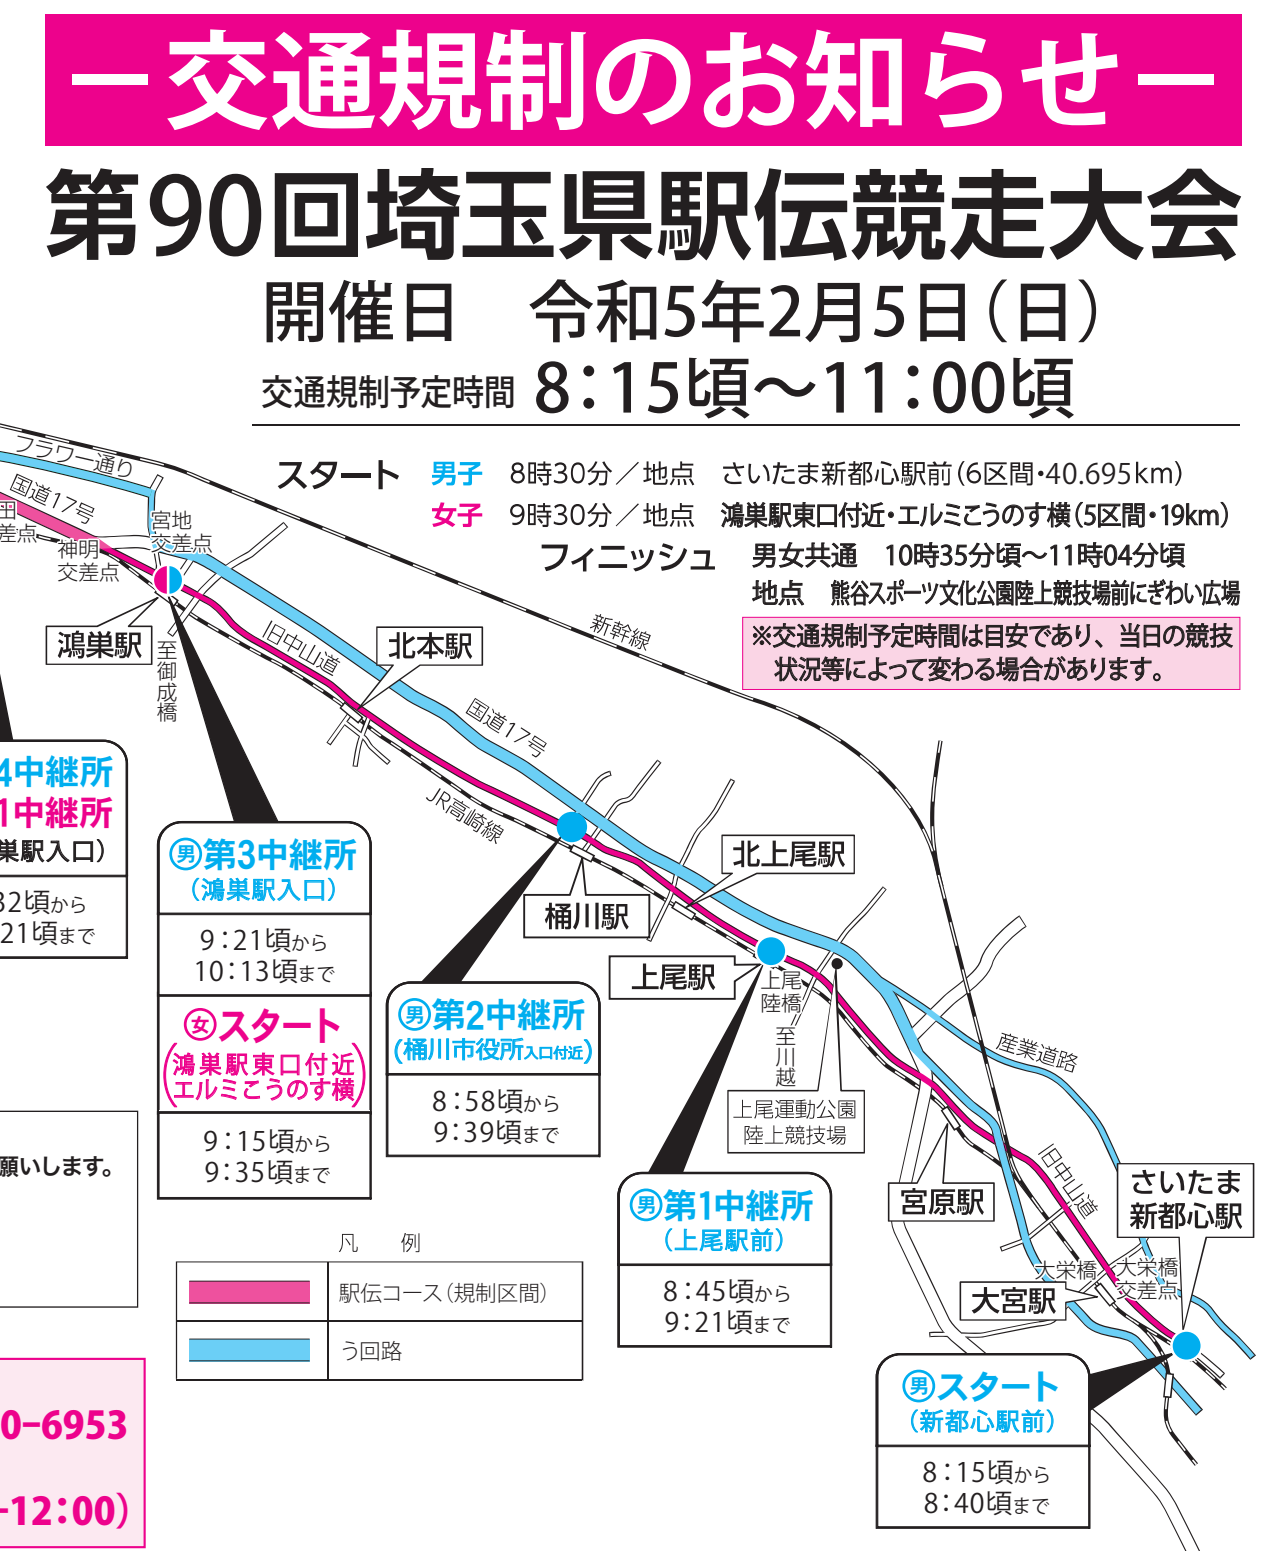 －交通規制のお知らせ－
第90回埼玉県駅伝競走大会
開催日　令和5年2月5日（日）
交通規制予定時間 8：15頃～11：00頃
スタート　男子　8時30分／地点　さいたま新都心駅前（6区間・40.695km）
女子　9時30分／地点　鴻巣駅東口付近・エルミこうのす横（5区間・19km）
フィニッシュ　男女共通　10時35分頃～11時04分頃
地点　熊谷スポーツ文化公園陸上競技場前にぎわい広場
※交通規制予定時間は目安であり、当日の競技
状況等によって変わる場合があります。
フラワー通り
国道17号
田
差点
神明
交差点
宮地
交差点
鴻巣駅
至御成橋
旧中山道
北本駅
新幹線
国道17号
JR高崎線
4中継所
1中継所
巣駅入口）
32頃から
21頃まで
㊚第3中継所
（鴻巣駅入口）
9：21頃から
10：13頃まで
㊛スタート
（鴻巣駅東口付近
エルミこうのす横）
9：15頃から
9：35頃まで
桶川駅
北上尾駅
㊚第2中継所
（桶川市役所入口付近）
8：58頃から
9：39頃まで
上尾駅
上尾
陸橋
至川越
上尾運動公園
陸上競技場
産業道路
㊚第1中継所
（上尾駅前）
8：45頃から
9：21頃まで
宮原駅
旧中山道
さいたま
新都心駅
大栄橋
大栄橋
交差点
大宮駅
㊚スタート
（新都心駅前）
8：15頃から
8：40頃まで
願いします。
凡　例
駅伝コース（規制区間）
う回路
0−6953
-12：00）